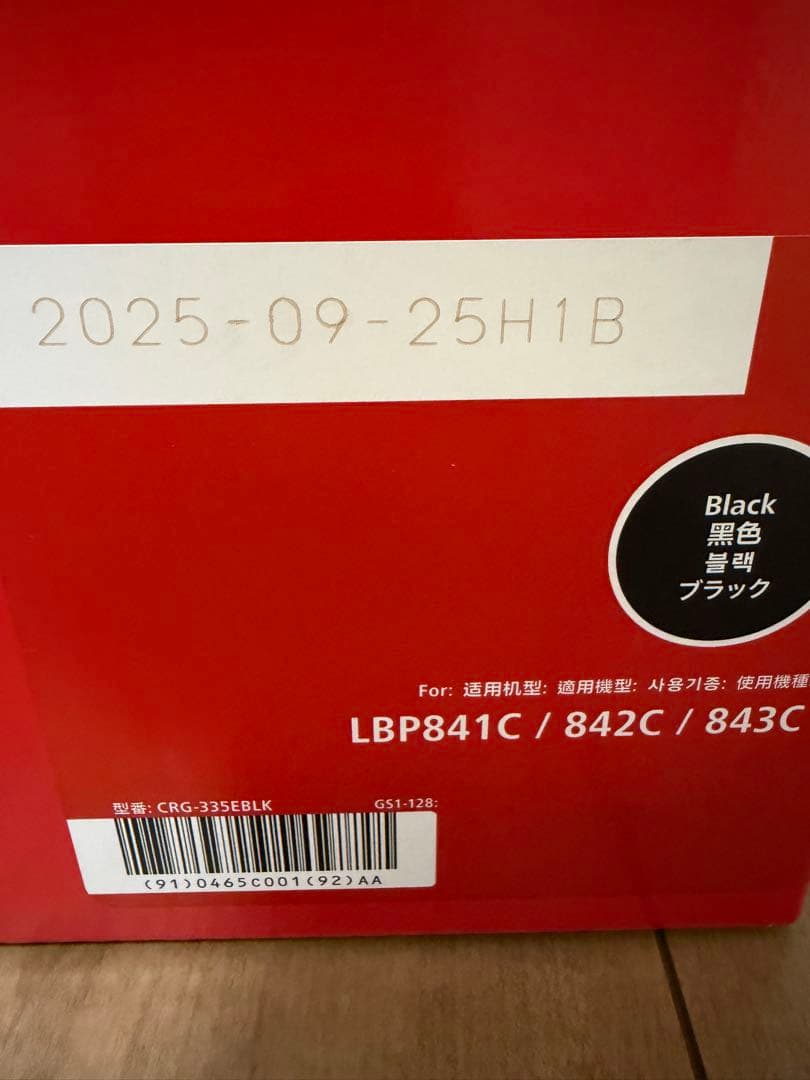 2025-09-25H1B
Black
黑色
블랙
ブラック
For: 适用机型: 適用機型: 사용기종: 使用機種
LBP841C / 842C / 843C
型番: CRG-335EBLK GS1-128:
(91)0465C001(92)AA